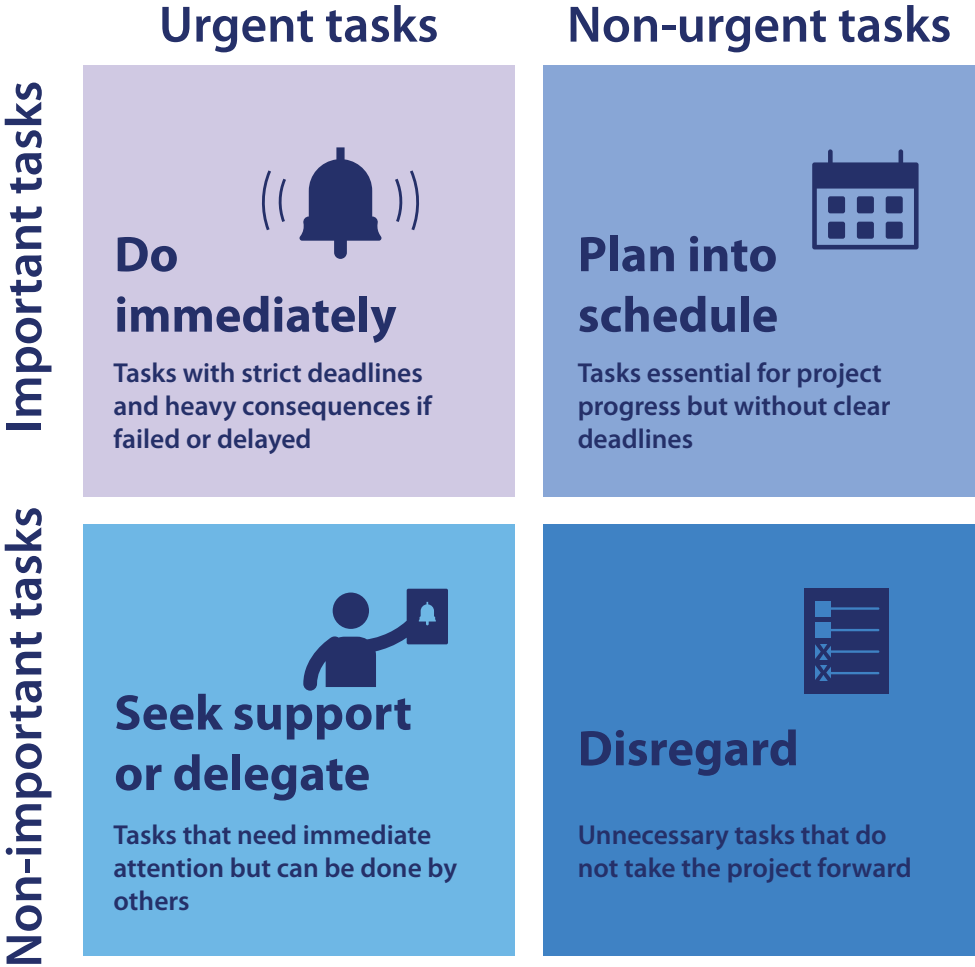 Urgent tasks
Non-urgent tasks
Important tasks
Do
immediately
Tasks with strict deadlines
and heavy consequences if
failed or delayed
Plan into
schedule
Tasks essential for project
progress but without clear
deadlines
Non-important tasks
Seek support
or delegate
Tasks that need immediate
attention but can be done by
others
Disregard
Unnecessary tasks that do
not take the project forward